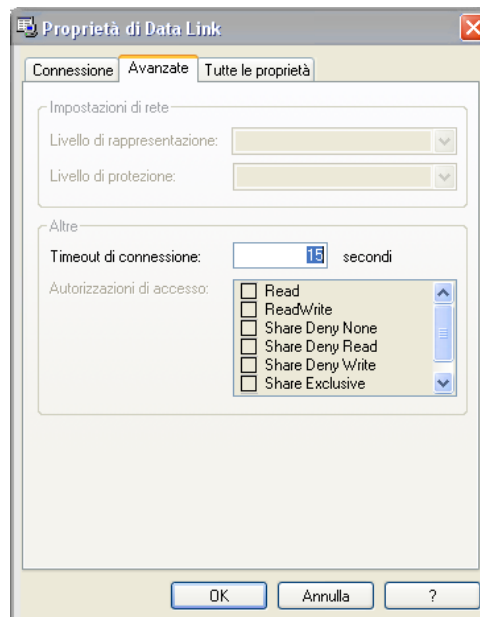 Proprietà di Data Link
Connessione Avanzate Tutte le proprietà
Impostazioni di rete
Livello di rappresentazione:
Livello di protezione:
Altre
Timeout di connessione: 15 secondi
Autorizzazioni di accesso:
Read
ReadWrite
Share Deny None
Share Deny Read
Share Deny Write
Share Exclusive
OK Annulla ?